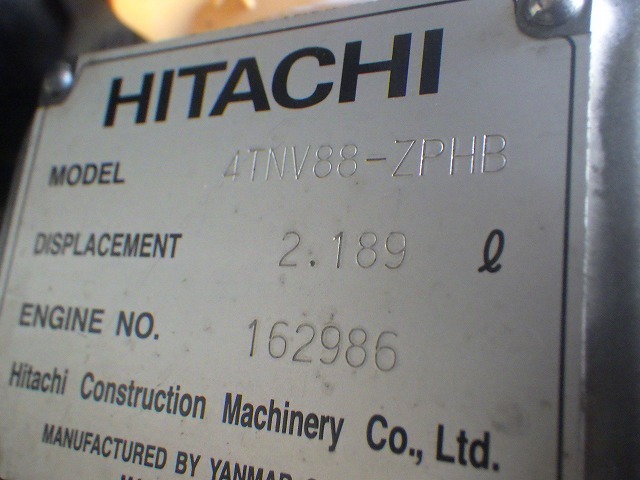 HITACHI
MODEL 4TNV88-ZPHB
DISPLACEMENT 2.189 ℓ
ENGINE NO. 162986
Hitachi Construction Machinery Co., Ltd.
MANUFACTURED BY YANMAR